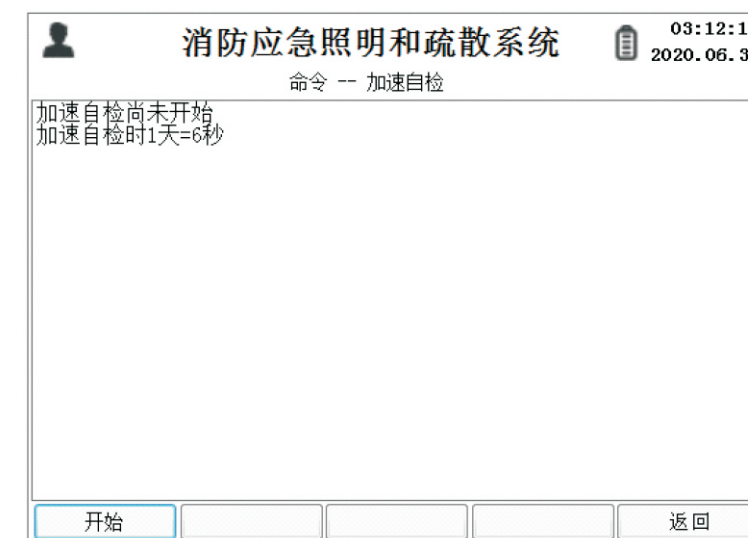 消防应急照明和疏散系统
03:12:1
2020.06.3
命令 -- 加速自检
加速自检尚未开始
加速自检时1天=6秒
开始
返回